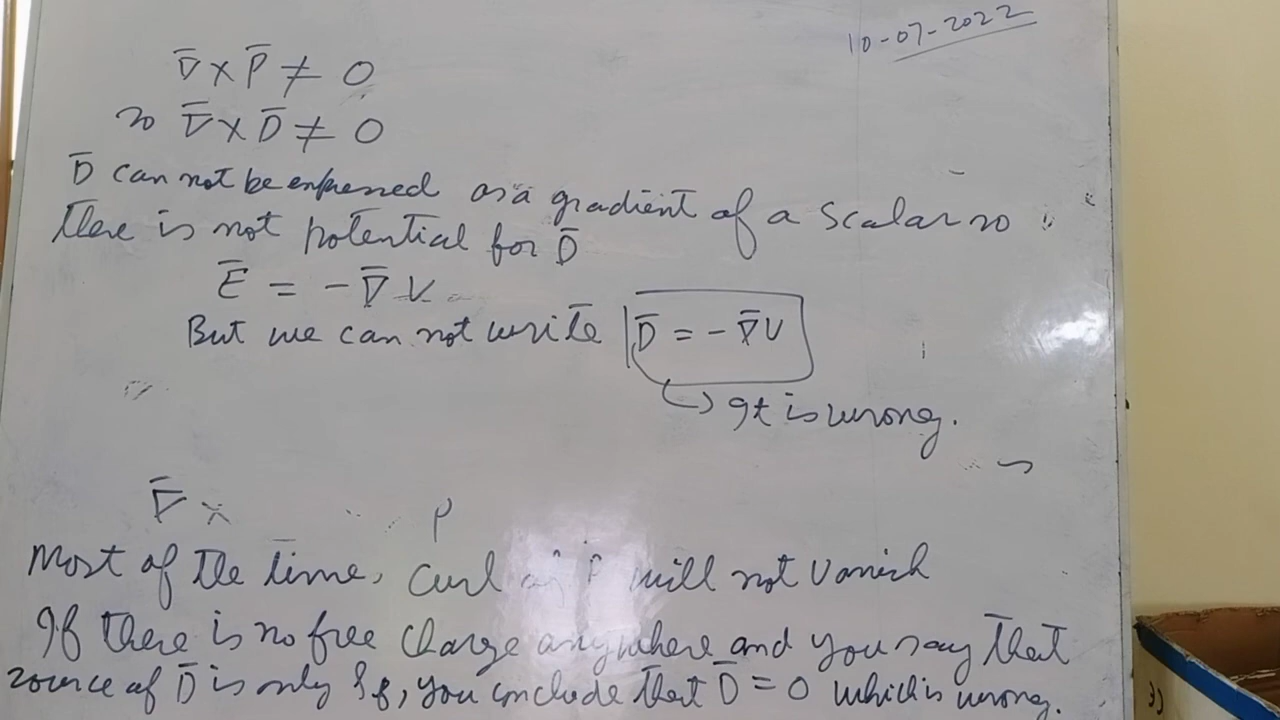 10-07-2022
∇̅ × P̅ ≠ 0
so ∇̅ × D̅ ≠ 0
D̅ can not be expressed as a gradient of a scalar so
there is not potential for D̅
E̅ = - ∇̅ V
But we can not write D̅ = - ∇̅ V
It is wrong.
∇̅ × P
Most of the time, curl of P will not vanish
If there is no free charge anywhere and you say that
source of D̅ is only ρf, you conclude that D̅ = 0 which is wrong.